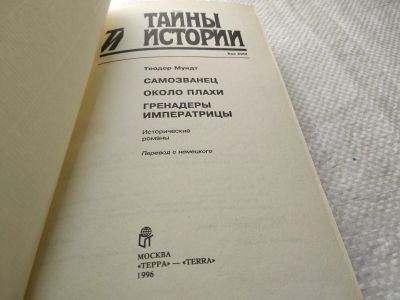 ТАЙНЫ
ИСТОРИИ
Теодор Мундт
САМОЗВАНЕЦ
ОКОЛО ПЛАХИ
ГРЕНАДЕРЫ
ИМПЕРАТРИЦЫ
Исторические
романы
Перевод с немецкого
МОСКВА
«ТЕРРА» — «TERRA»
1996